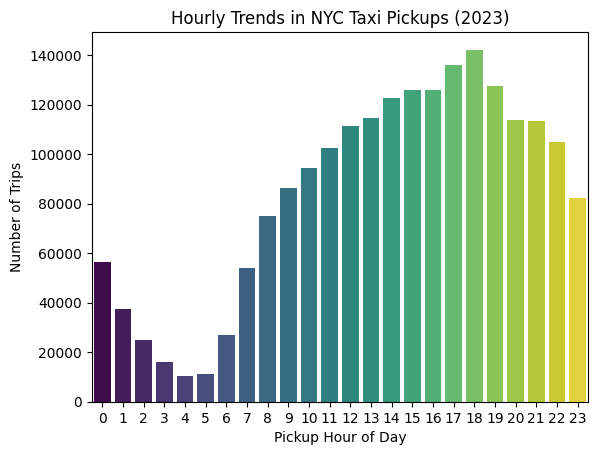 Hourly Trends in NYC Taxi Pickups (2023)
Number of Trips
140000
120000
100000
80000
60000
40000
20000
0
0 1 2 3 4 5 6 7 8 9 10 11 12 13 14 15 16 17 18 19 20 21 22 23
Pickup Hour of Day